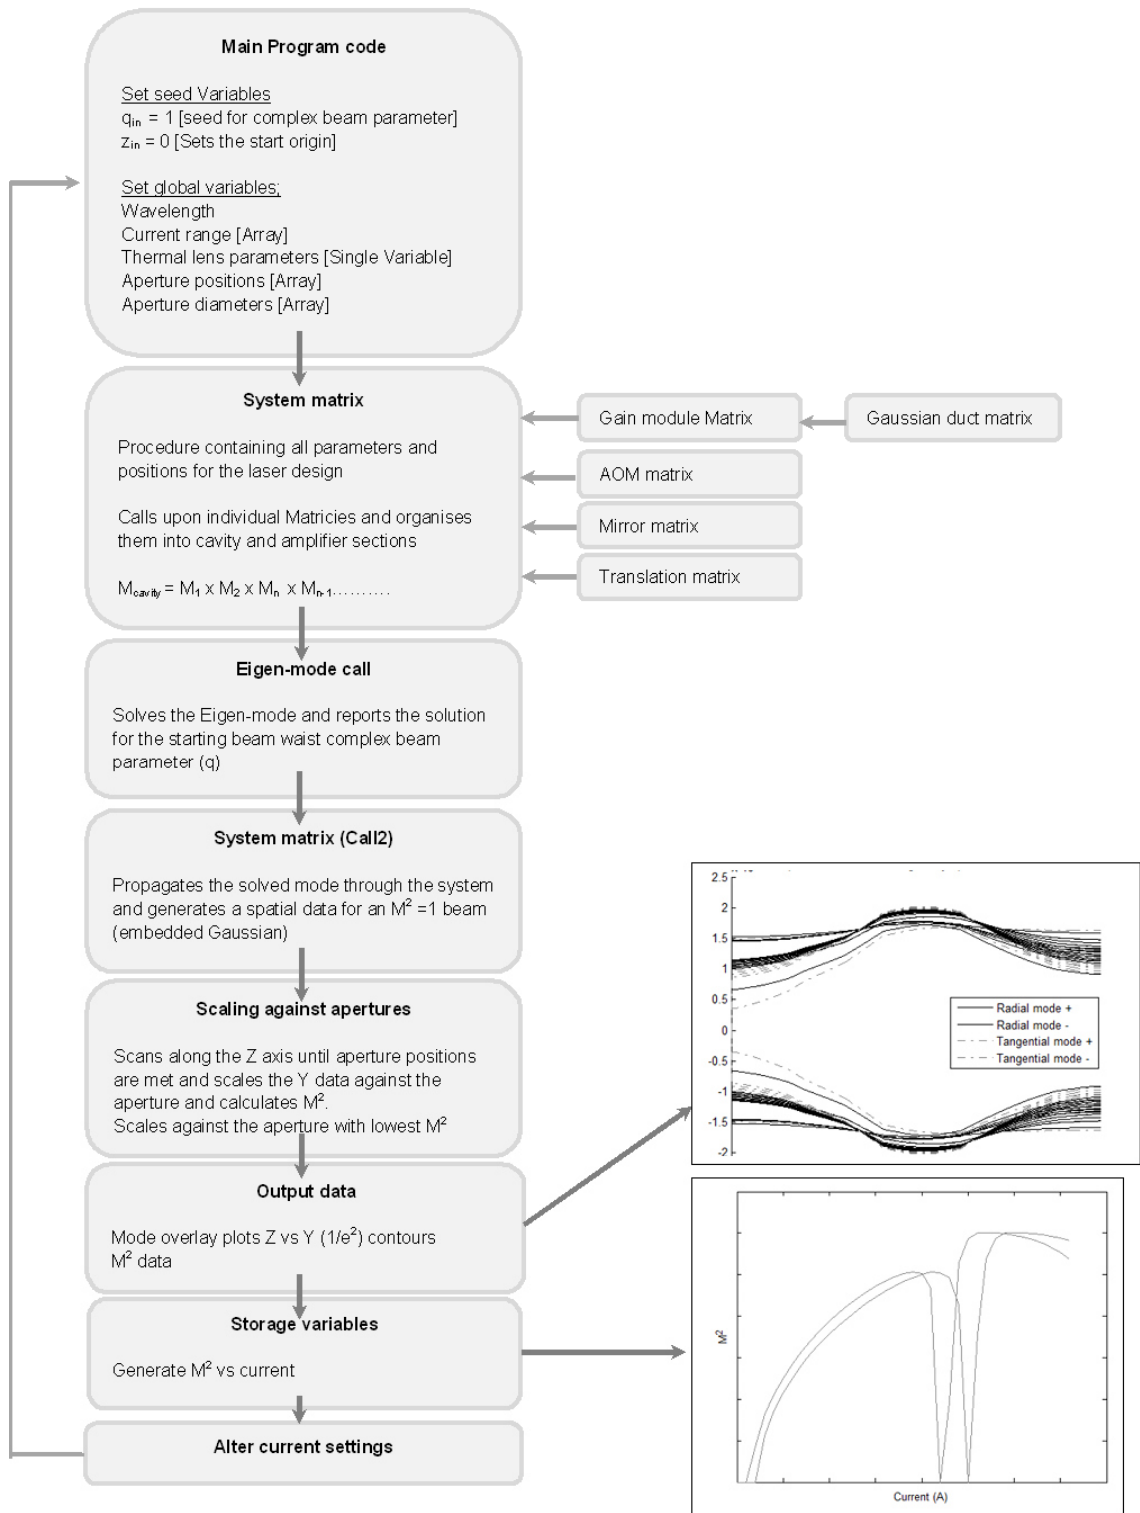 Main Program code
Set seed Variables
qin = 1 [seed for complex beam parameter]
zin = 0 [Sets the start origin]
Set global variables;
Wavelength
Current range [Array]
Thermal lens parameters [Single Variable]
Aperture positions [Array]
Aperture diameters [Array]
System matrix
Procedure containing all parameters and
positions for the laser design
Calls upon individual Matricies and organises
them into cavity and amplifier sections
Mcavity = M1 x M2 x Mn x Mn-1..........
Gain module Matrix
Gaussian duct matrix
AOM matrix
Mirror matrix
Translation matrix
Eigen-mode call
Solves the Eigen-mode and reports the solution
for the starting beam waist complex beam
parameter (q)
System matrix (Call2)
Propagates the solved mode through the system
and generates a spatial data for an M² =1 beam
(embedded Gaussian)
Scaling against apertures
Scans along the Z axis until aperture positions
are met and scales the Y data against the
aperture and calculates M².
Scales against the aperture with lowest M²
Output data
Mode overlay plots Z vs Y (1/e²) contours
M² data
Storage variables
Generate M² vs current
Alter current settings
2.5
2
1.5
1
0.5
0
-0.5
-1
-1.5
-2
Radial mode +
Radial mode -
Tangential mode +
Tangential mode -
M²
Current (A)